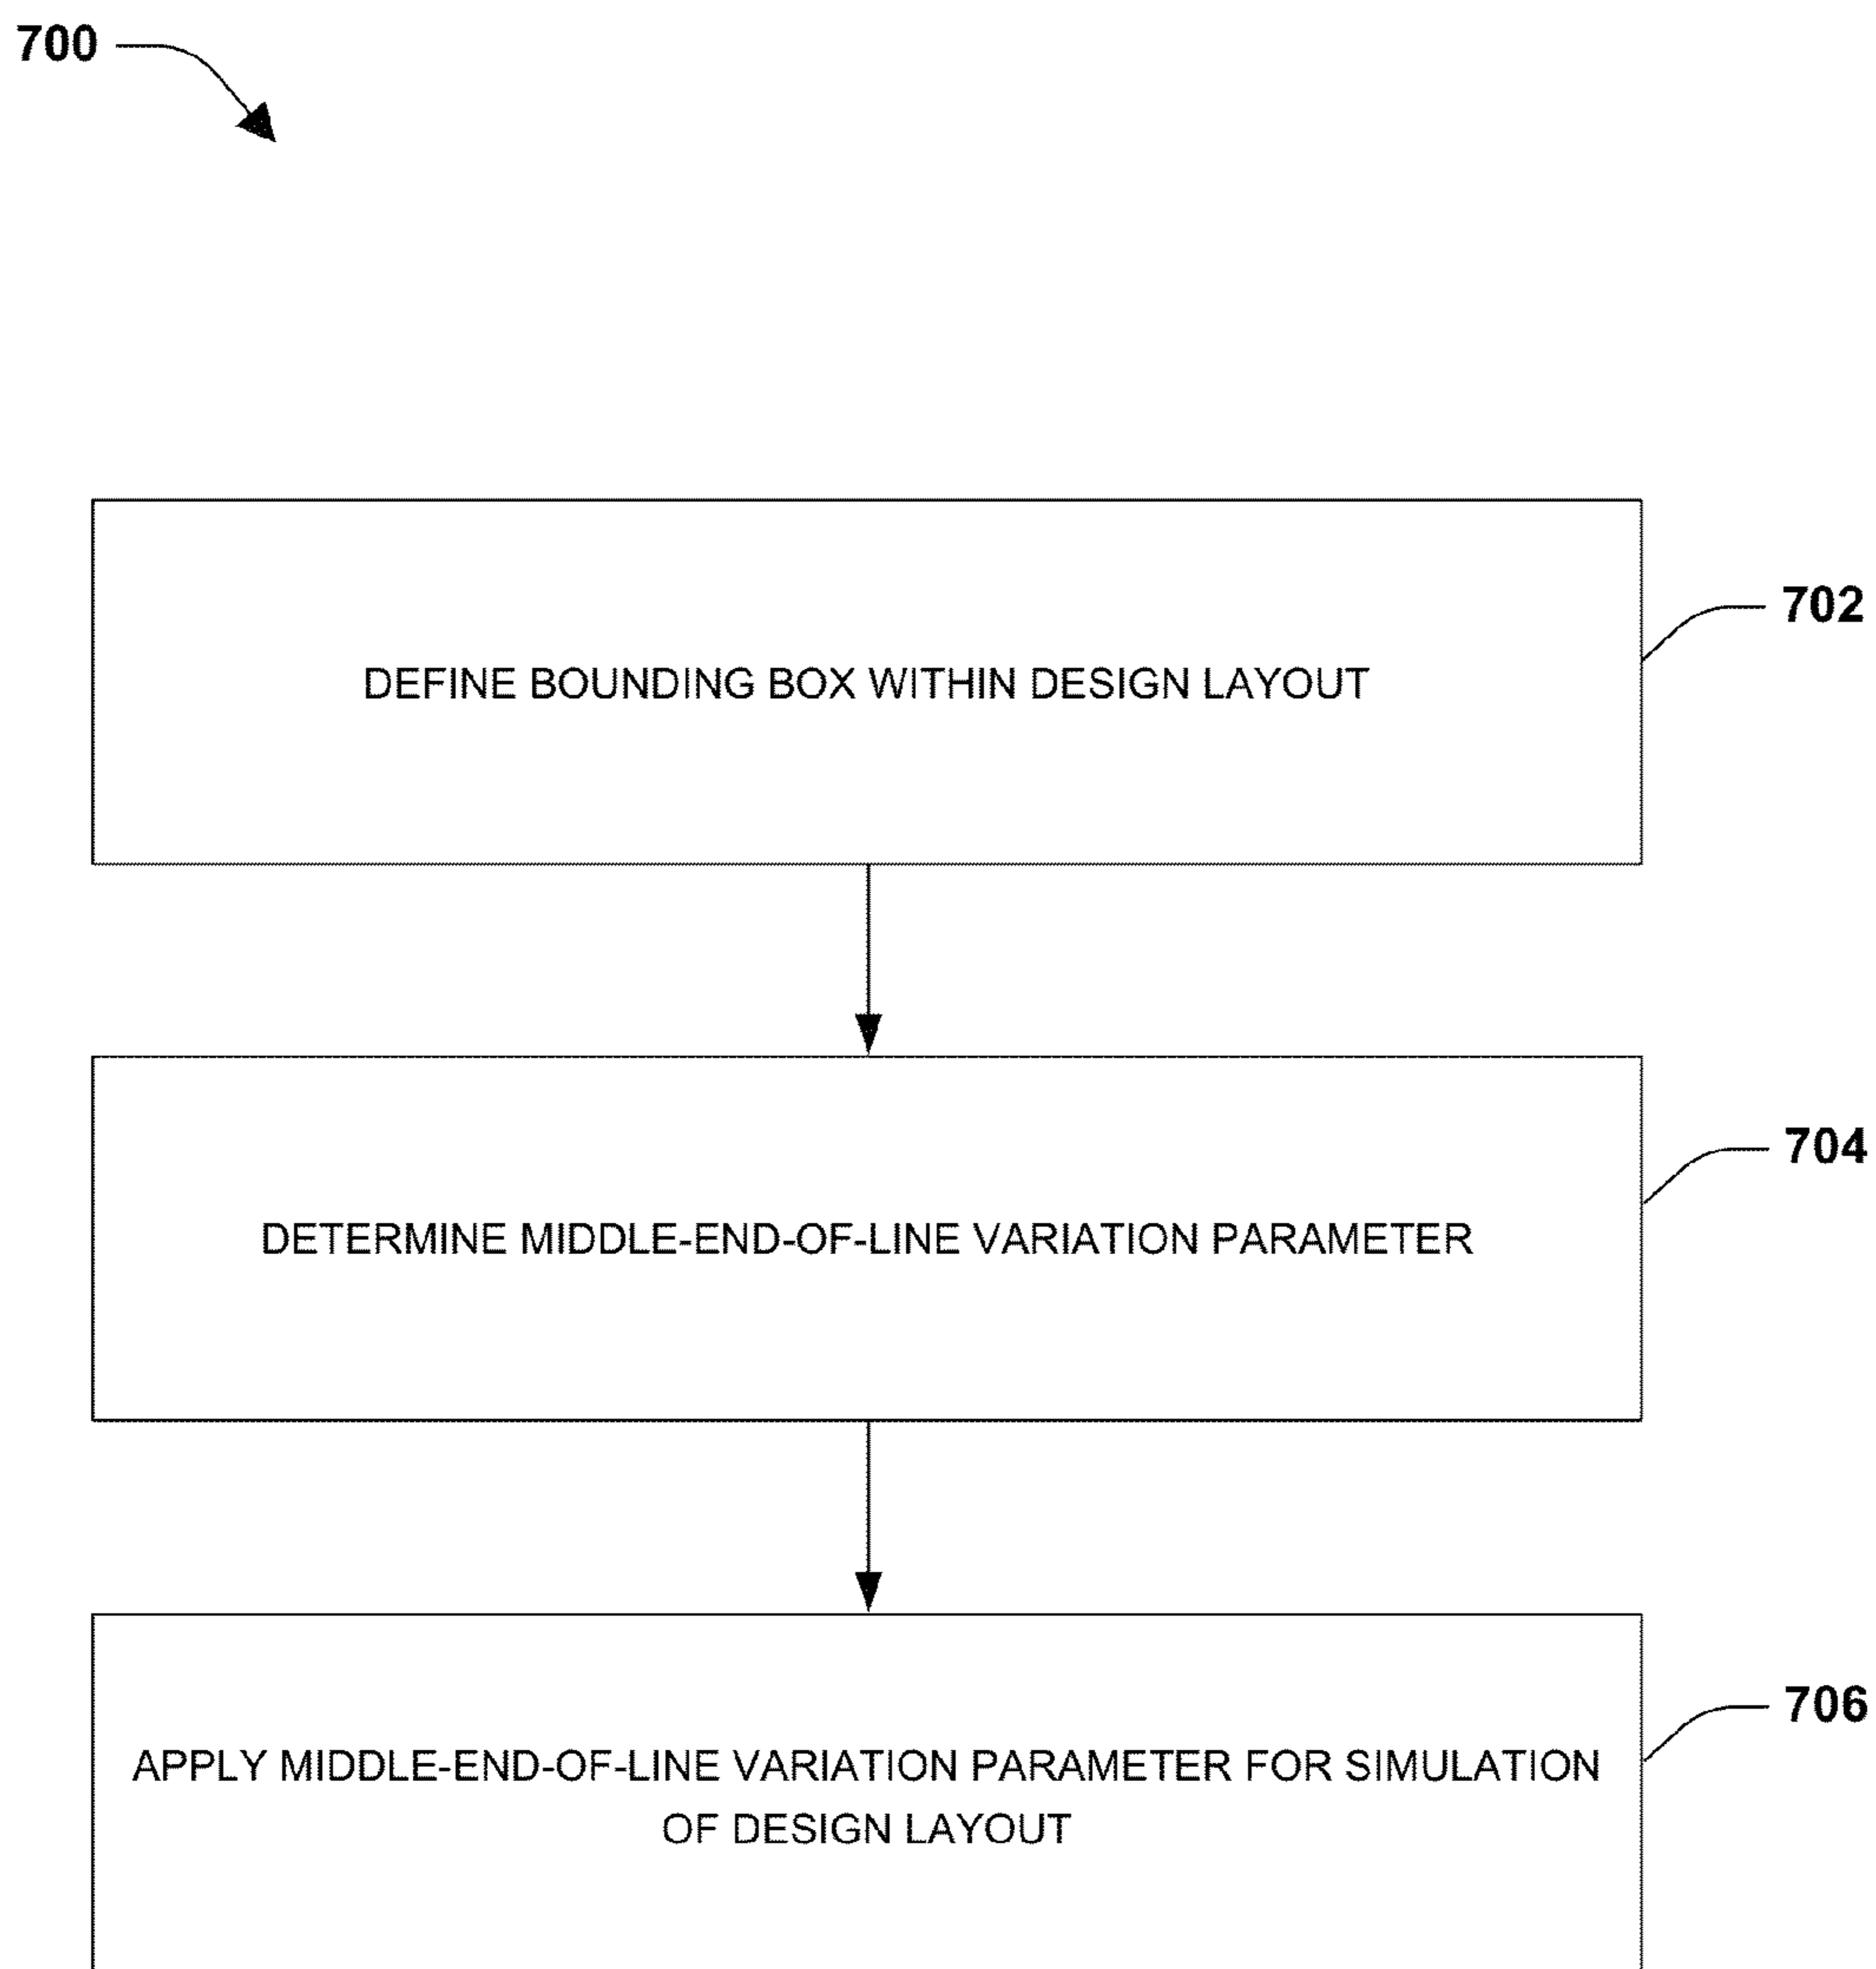 700
DEFINE BOUNDING BOX WITHIN DESIGN LAYOUT
702
DETERMINE MIDDLE-END-OF-LINE VARIATION PARAMETER
704
APPLY MIDDLE-END-OF-LINE VARIATION PARAMETER FOR SIMULATION
OF DESIGN LAYOUT
706